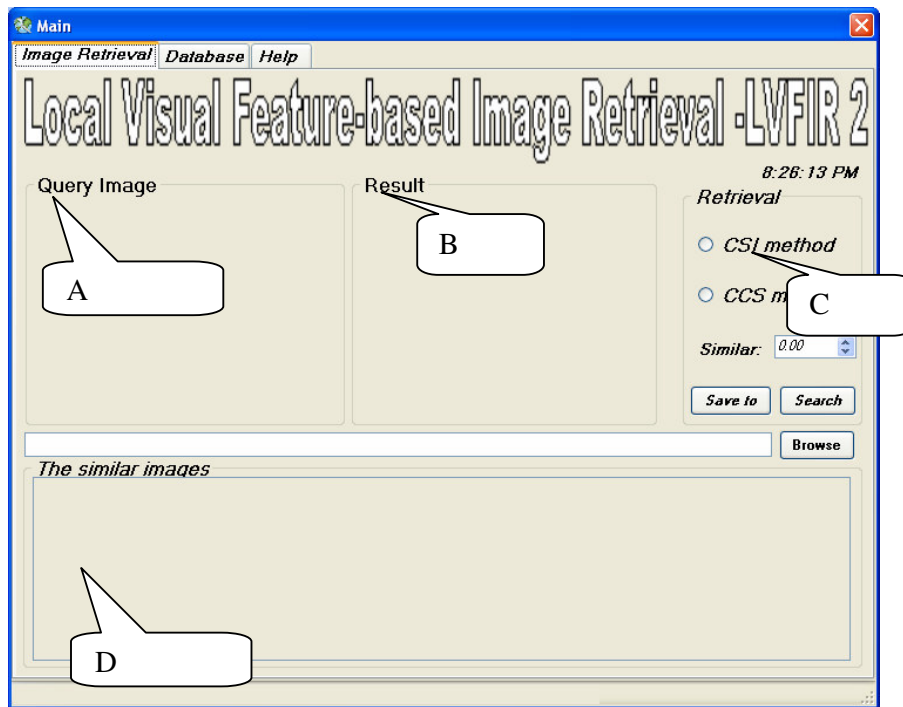 Main
Image Retrieval Database Help
Local Visual Feature-based Image Retrieval -LVFIR 2
8:26:13 PM
Query Image
Result
Retrieval
A
B
CSI method
C
CCS m
Similar: 0.00
Save to Search
Browse
The similar images
D